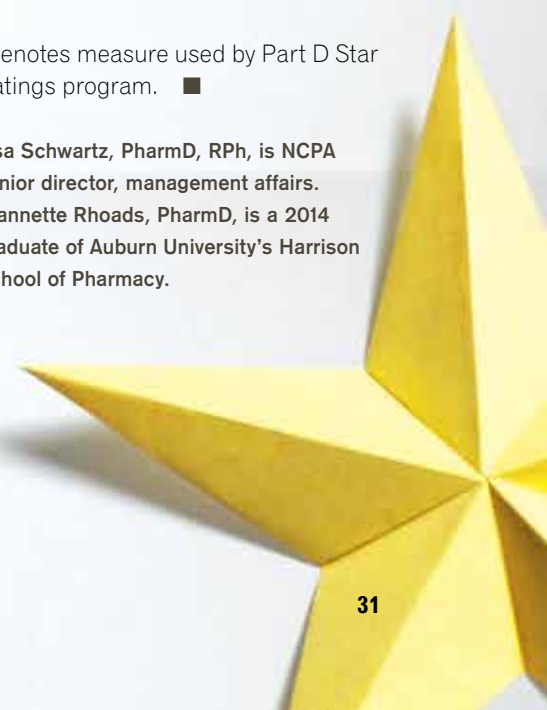 enotes measure used by Part D Star
atings program. ■
sa Schwartz, PharmD, RPh, is NCPA
nior director, management affairs.
annette Rhoads, PharmD, is a 2014
aduate of Auburn University's Harrison
chool of Pharmacy.
31